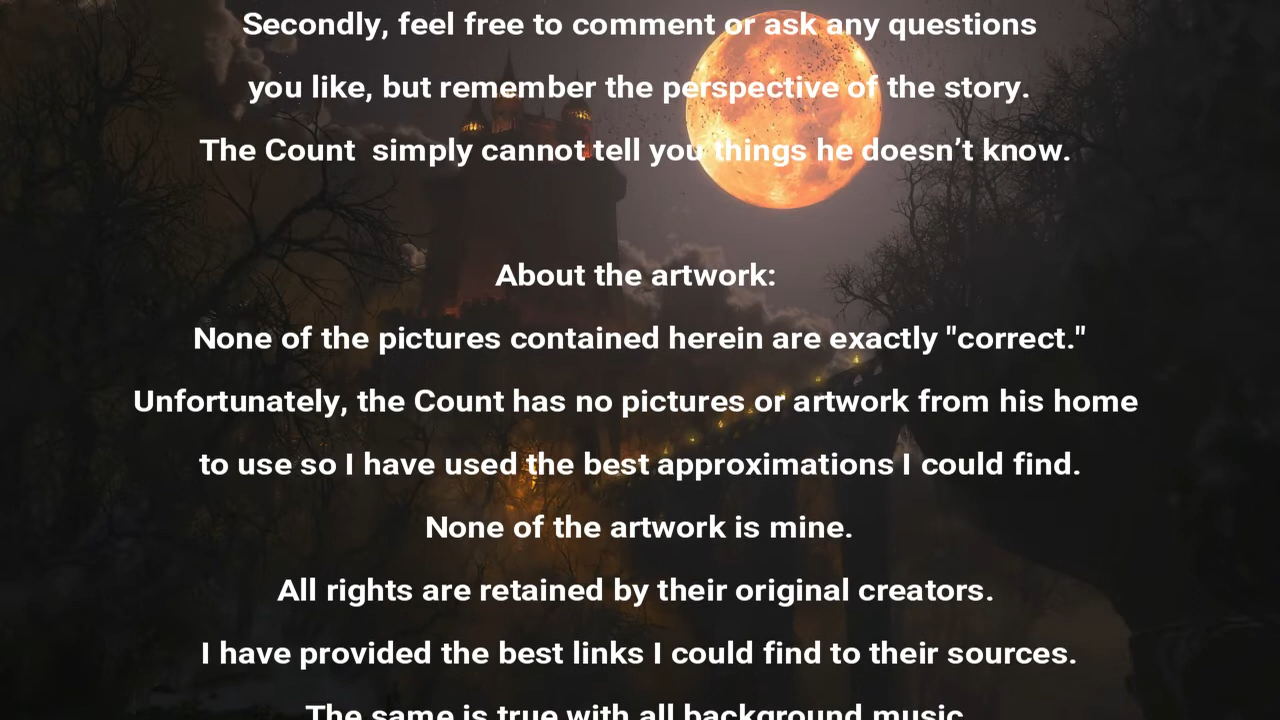 Secondly, feel free to comment or ask any questions
you like, but remember the perspective of the story.
The Count  simply cannot tell you things he doesn’t know.
About the artwork:
None of the pictures contained herein are exactly "correct."
Unfortunately, the Count has no pictures or artwork from his home
to use so I have used the best approximations I could find.
None of the artwork is mine.
All rights are retained by their original creators.
I have provided the best links I could find to their sources.
The same is true with all background music